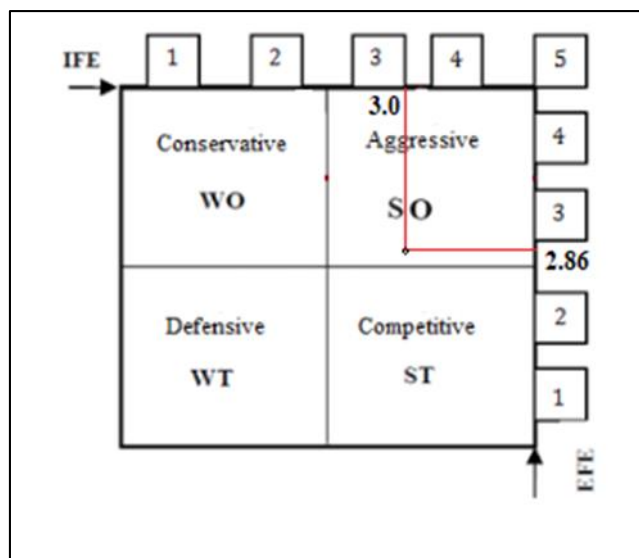 IFE 1 2 3 4 5
3.0
Conservative Aggressive 4
WO SO 3
2.86
Defensive Competitive 2
WT ST 1
EFE